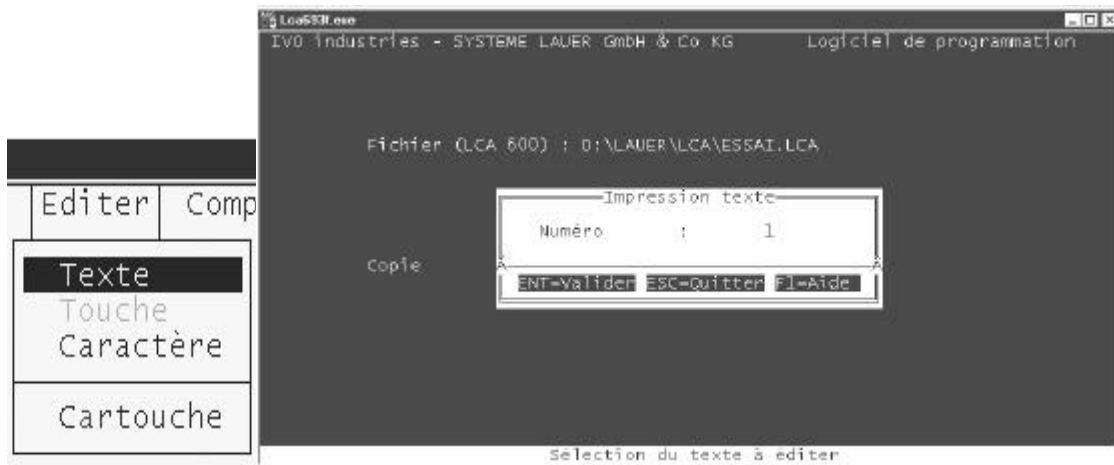 Editer Comp
Texte
Touche
Caractère
Cartouche
Lca693t.exe
IVO industries - SYSTEME LAUER GmbH & Co KG Logiciel de programmation
Fichier (LCA 600) : D:\LAUER\LCA\ESSAI.LCA
Impression texte
Numéro : 1
Copie
ENT=Valider ESC=Quitter F1=Aide
Sélection du texte à éditer